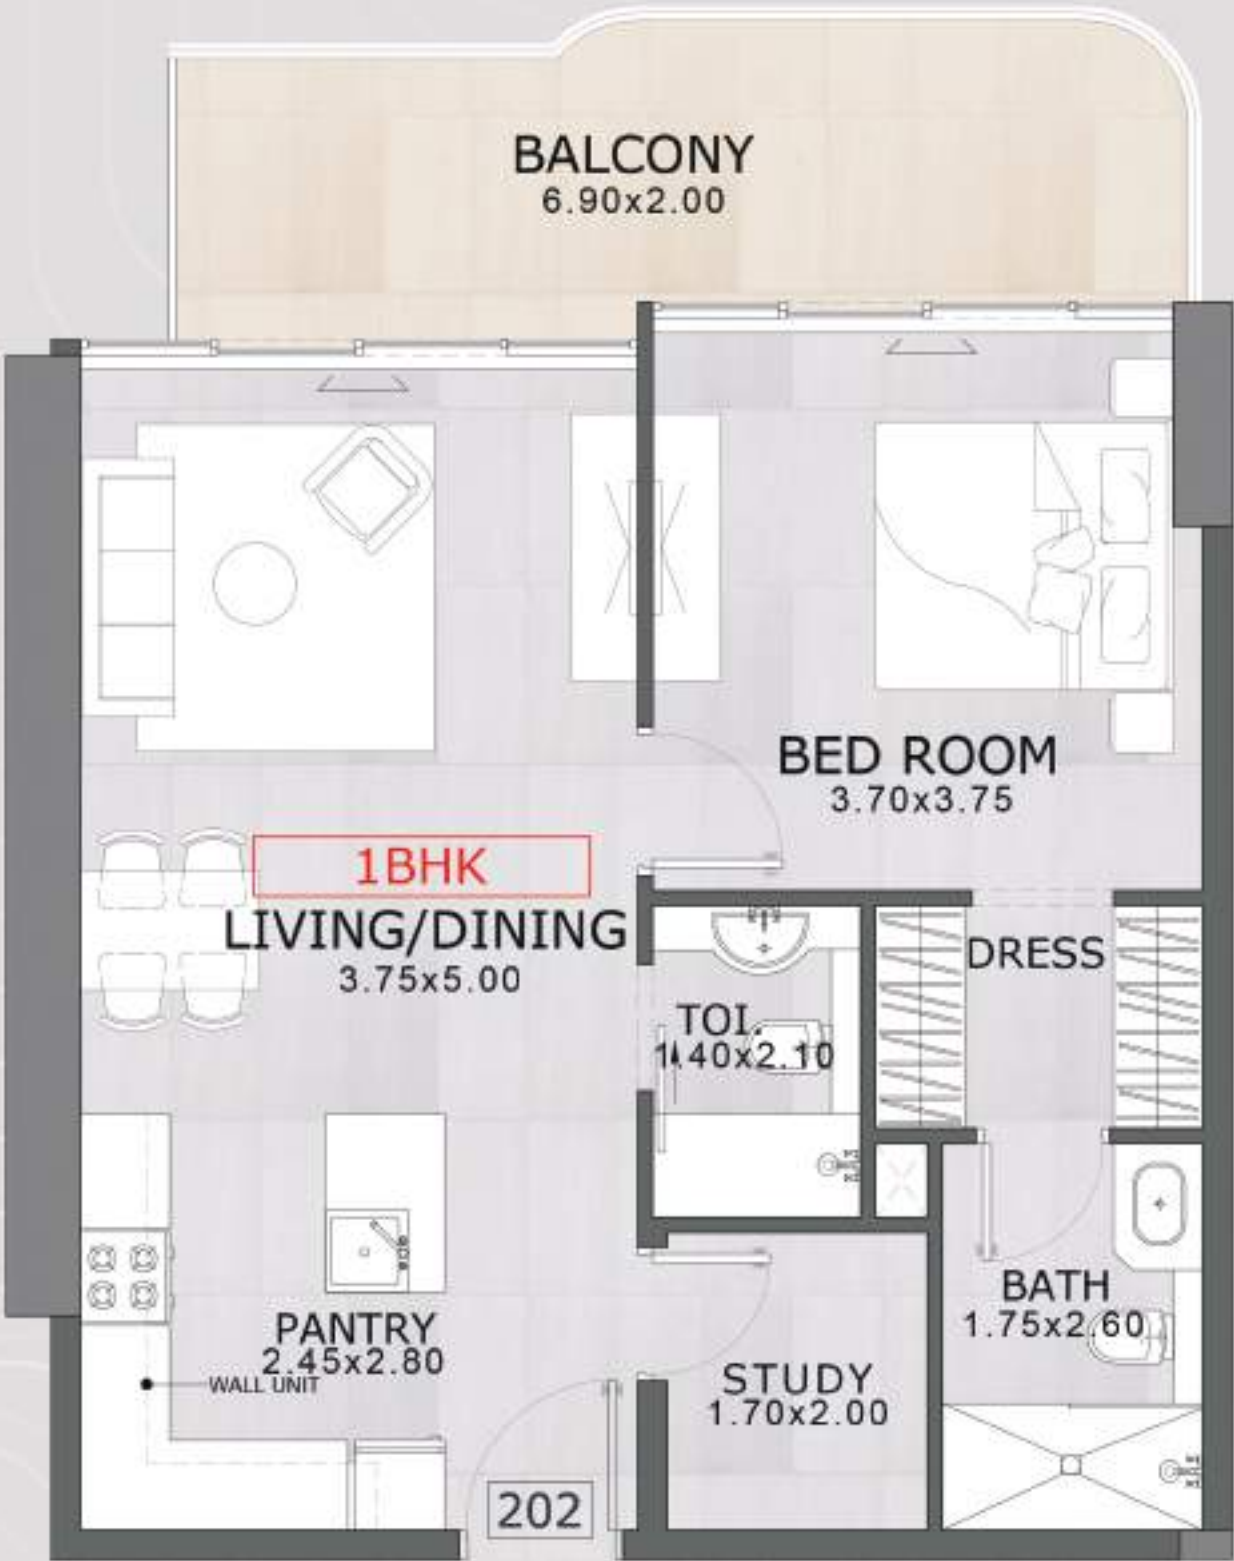 BALCONY
6.90x2.00
BED ROOM
3.70x3.75
1BHK
LIVING/DINING
3.75x5.00
DRESS
TOI.
1.40x2.10
BATH
1.75x2.60
PANTRY
2.45x2.80
WALL UNIT
STUDY
1.70x2.00
202